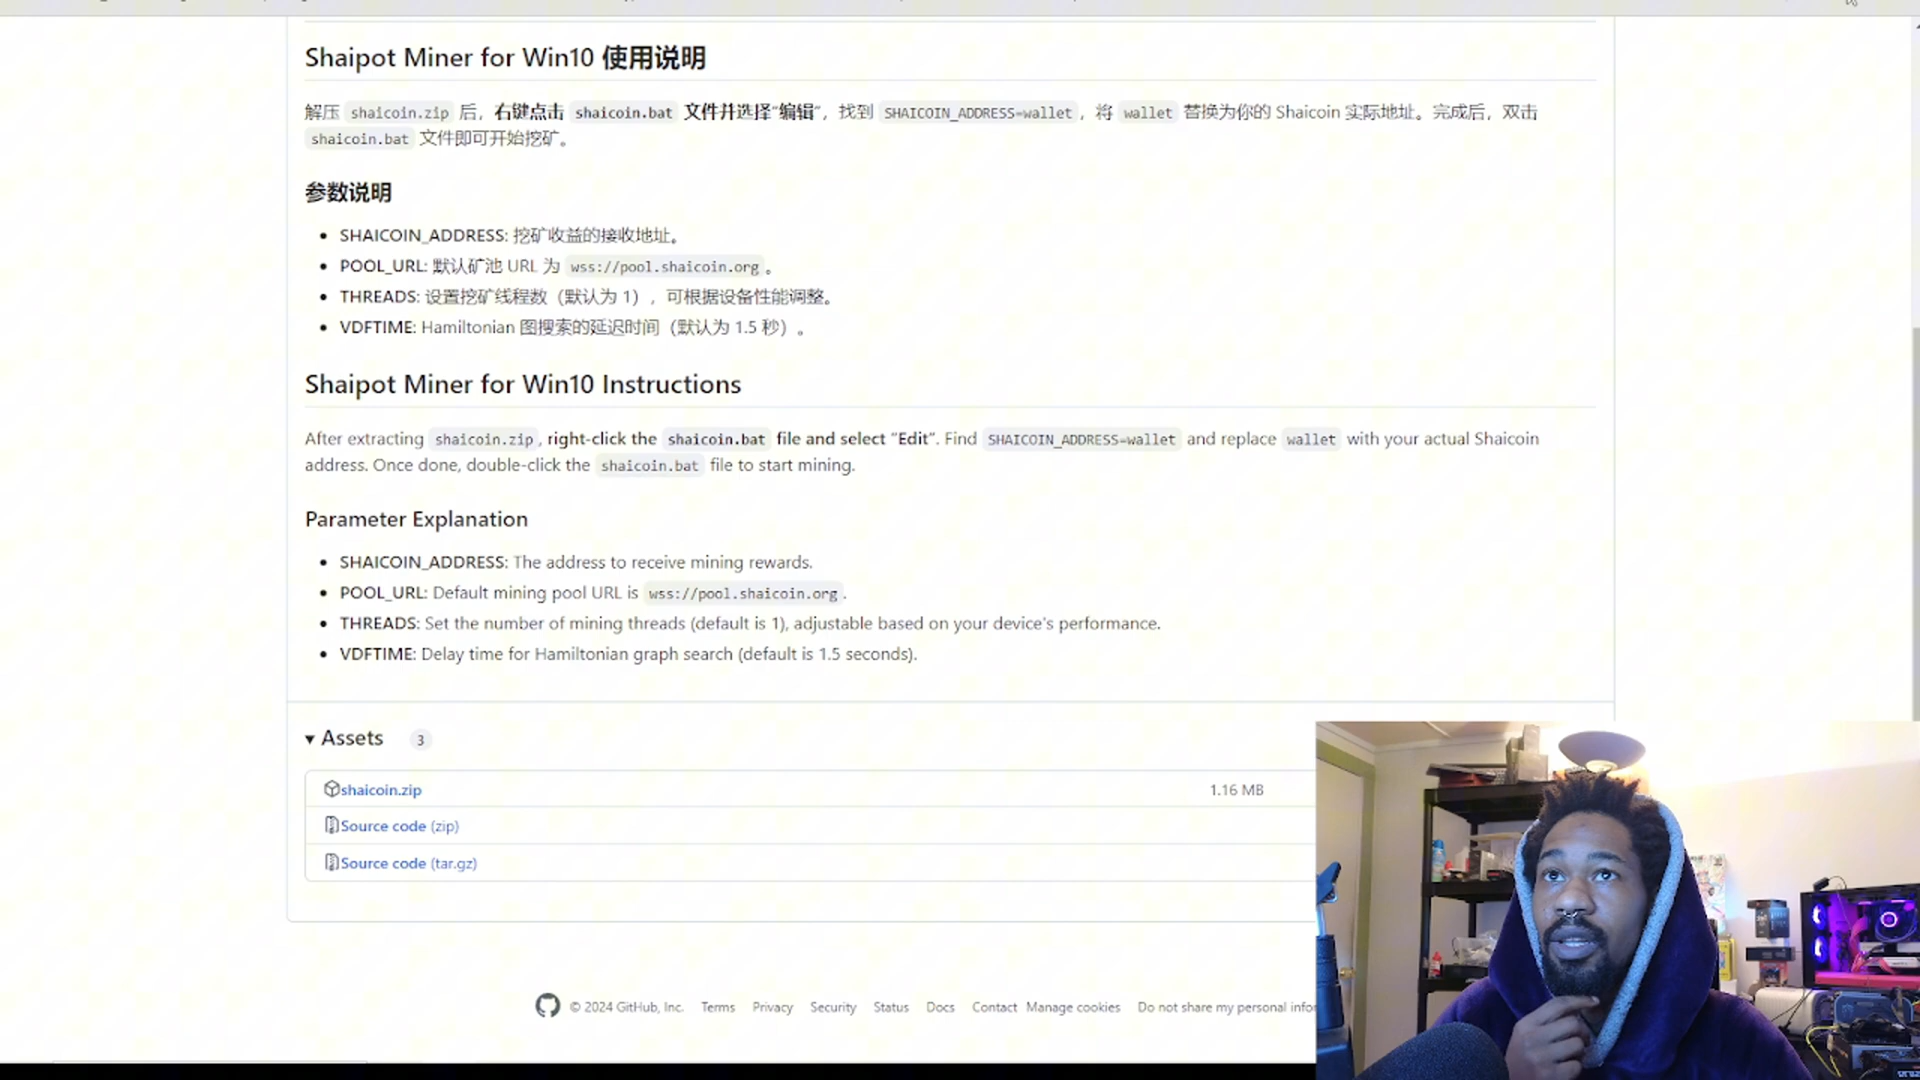 Shaipot Miner for Win10 使用说明
解压 shaicoin.zip 后，右键点击 shaicoin.bat 文件并选择“编辑”，找到 SHAICOIN_ADDRESS=wallet，将 wallet 替换为你的 Shaicoin 实际地址。完成后，双击
shaicoin.bat 文件即可开始挖矿。
参数说明
• SHAICOIN_ADDRESS: 挖矿收益的接收地址。
• POOL_URL: 默认矿池 URL 为 wss://pool.shaicoin.org。
• THREADS: 设置挖矿线程数（默认为 1），可根据设备性能调整。
• VDFTIME: Hamiltonian 图搜索的延迟时间（默认为 1.5 秒）。
Shaipot Miner for Win10 Instructions
After extracting shaicoin.zip, right-click the shaicoin.bat file and select “Edit”. Find SHAICOIN_ADDRESS=wallet and replace wallet with your actual Shaicoin
address. Once done, double-click the shaicoin.bat file to start mining.
Parameter Explanation
• SHAICOIN_ADDRESS: The address to receive mining rewards.
• POOL_URL: Default mining pool URL is wss://pool.shaicoin.org.
• THREADS: Set the number of mining threads (default is 1), adjustable based on your device's performance.
• VDFTIME: Delay time for Hamiltonian graph search (default is 1.5 seconds).
Assets 3
shaicoin.zip 1.16 MB
Source code (zip)
Source code (tar.gz)
© 2024 GitHub, Inc. Terms Privacy Security Status Docs Contact Manage cookies Do not share my personal